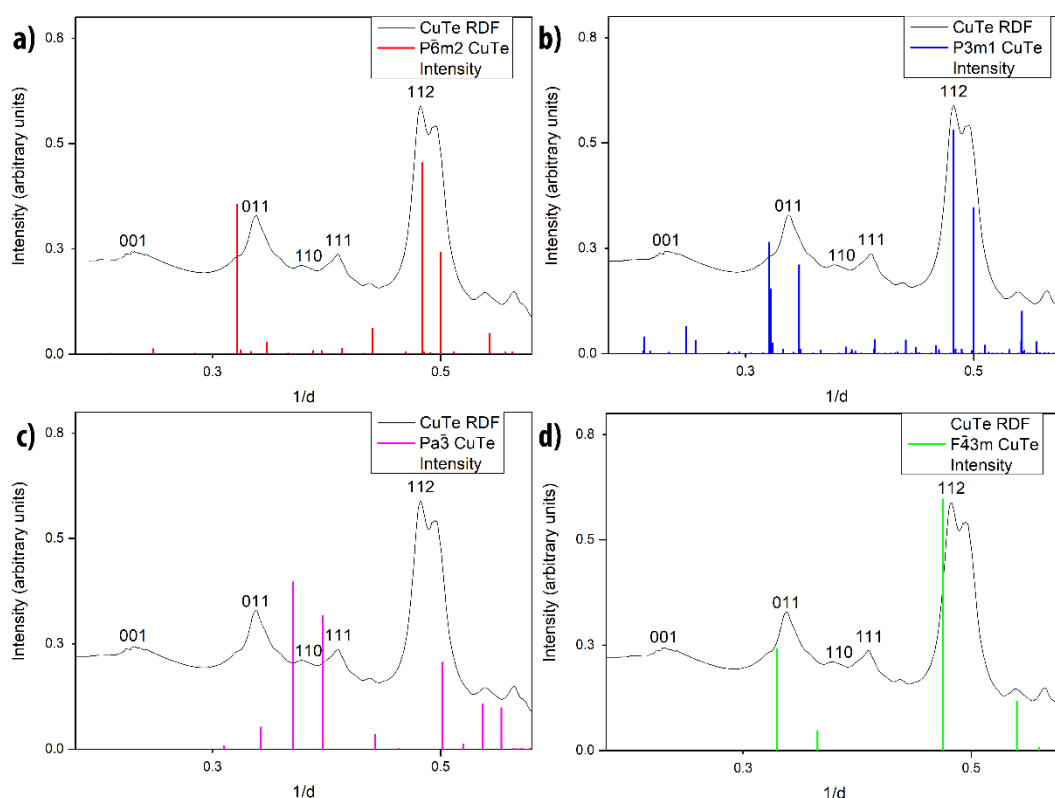 a)
CuTe RDF
P6̄m2 CuTe
Intensity
0.8
0.5
0.3
0.0
Intensity (arbitrary units)
001
011
110
111
112
0.3
0.5
1/d
b)
CuTe RDF
P3m1 CuTe
Intensity
0.8
0.5
0.3
0.0
Intensity (arbitrary units)
001
011
110
111
112
0.3
0.5
1/d
c)
CuTe RDF
Pa3̄ CuTe
Intensity
0.8
0.5
0.3
0.0
Intensity (arbitrary units)
001
011
110
111
112
0.3
0.5
1/d
d)
CuTe RDF
F4̄3m CuTe
Intensity
0.8
0.5
0.3
0.0
Intensity (arbitrary units)
001
011
110
111
112
0.3
0.5
1/d